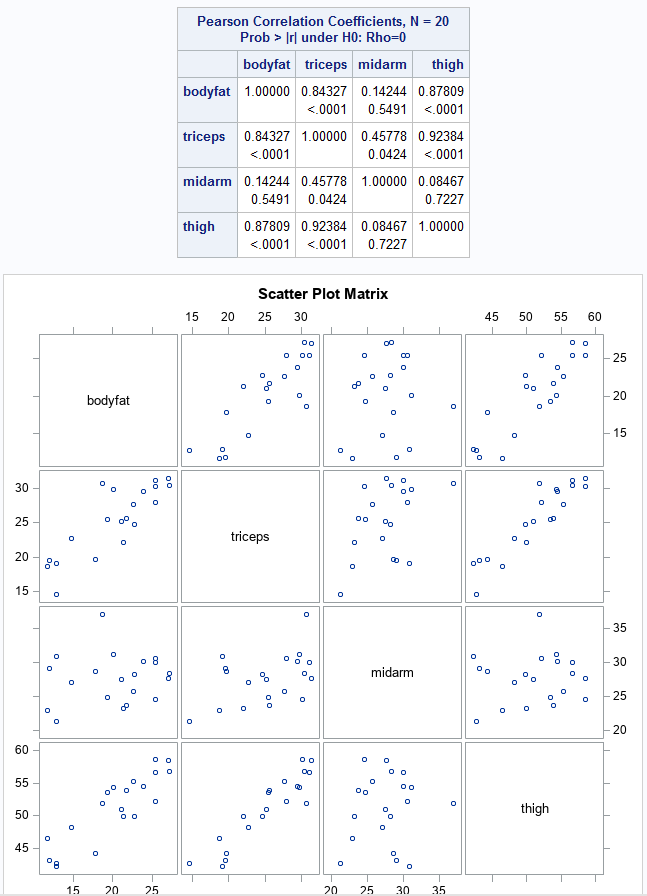 Pearson Correlation Coefficients, N = 20
Prob > |r| under H0: Rho=0
bodyfat triceps midarm thigh
bodyfat 1.00000 0.84327 0.14244 0.87809
<.0001 0.5491 <.0001
triceps 0.84327 1.00000 0.45778 0.92384
<.0001 0.0424 <.0001
midarm 0.14244 0.45778 1.00000 0.08467
0.5491 0.0424 0.7227
thigh 0.87809 0.92384 0.08467 1.00000
<.0001 <.0001 0.7227
Scatter Plot Matrix
15 20 25 30 45 50 55 60
bodyfat
25
20
15
30
25
20
15
triceps
midarm
35
30
25
20
60
55
50
45
thigh
15 20 25 20 25 30 35